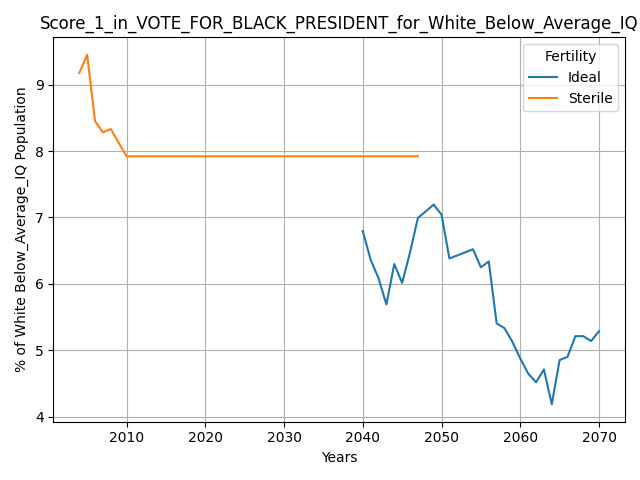 Score_1_in_VOTE_FOR_BLACK_PRESIDENT_for_White_Below_Average_IQ
Fertility
Ideal
Sterile
% of White Below_Average_IQ Population
9
8
7
6
5
4
2010 2020 2030 2040 2050 2060 2070
Years